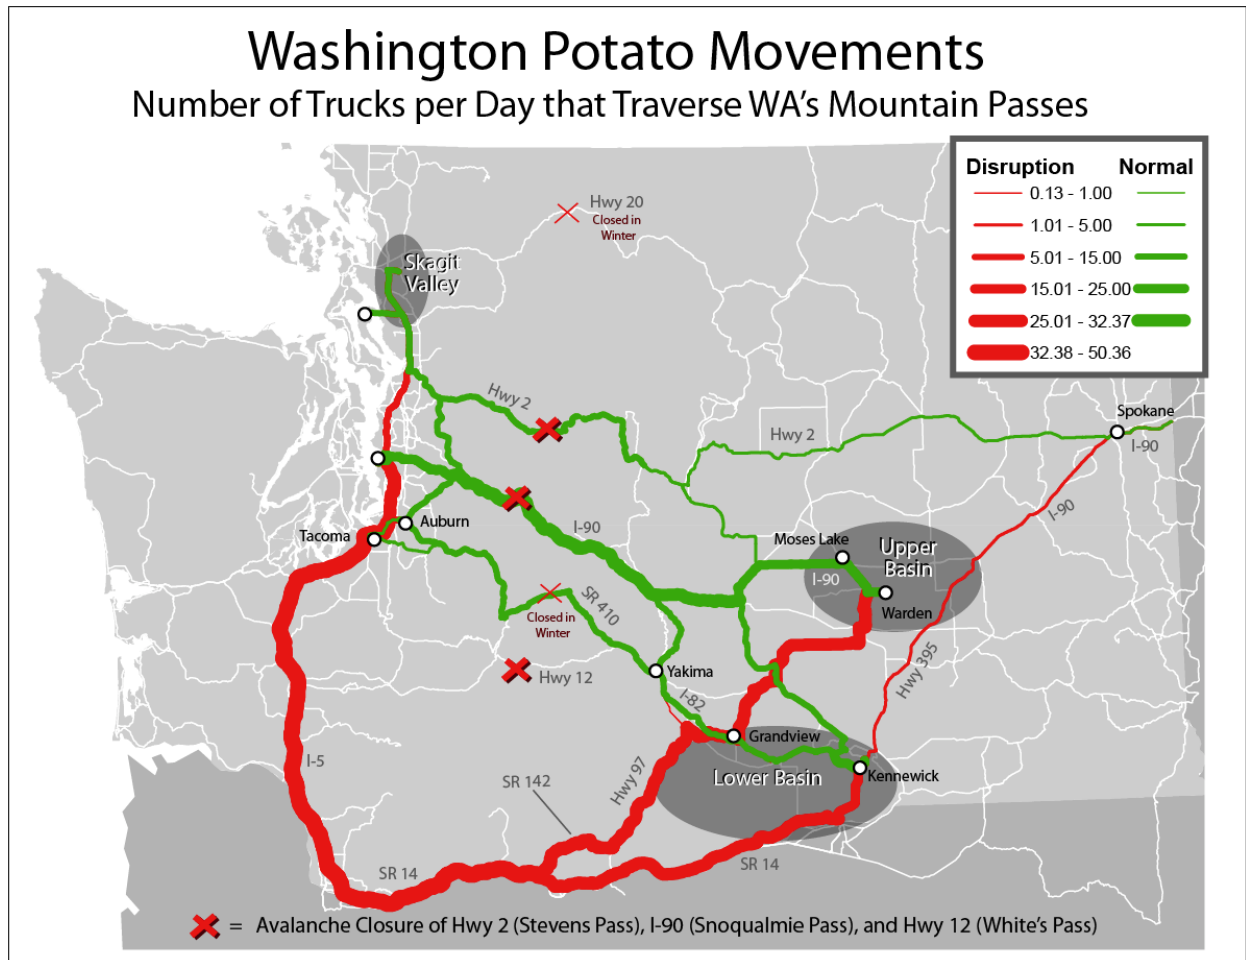 Washington Potato Movements
Number of Trucks per Day that Traverse WA's Mountain Passes
Disruption Normal
0.13 - 1.00
1.01 - 5.00
5.01 - 15.00
15.01 - 25.00
25.01 - 32.37
32.38 - 50.36
Hwy 20
Closed in
Winter
Skagit
Valley
Hwy 2
Hwy 2
Spokane
I-90
I-90
Auburn
Tacoma
I-90
Moses Lake
Upper
Basin
I-90
Warden
SR 410
Closed in
Winter
Hwy 12
Yakima
Hwy 395
I-82
Grandview
Lower Basin
Kennewick
I-5
Hwy 97
SR 142
SR 14
SR 14
= Avalanche Closure of Hwy 2 (Stevens Pass), I-90 (Snoqualmie Pass), and Hwy 12 (White's Pass)